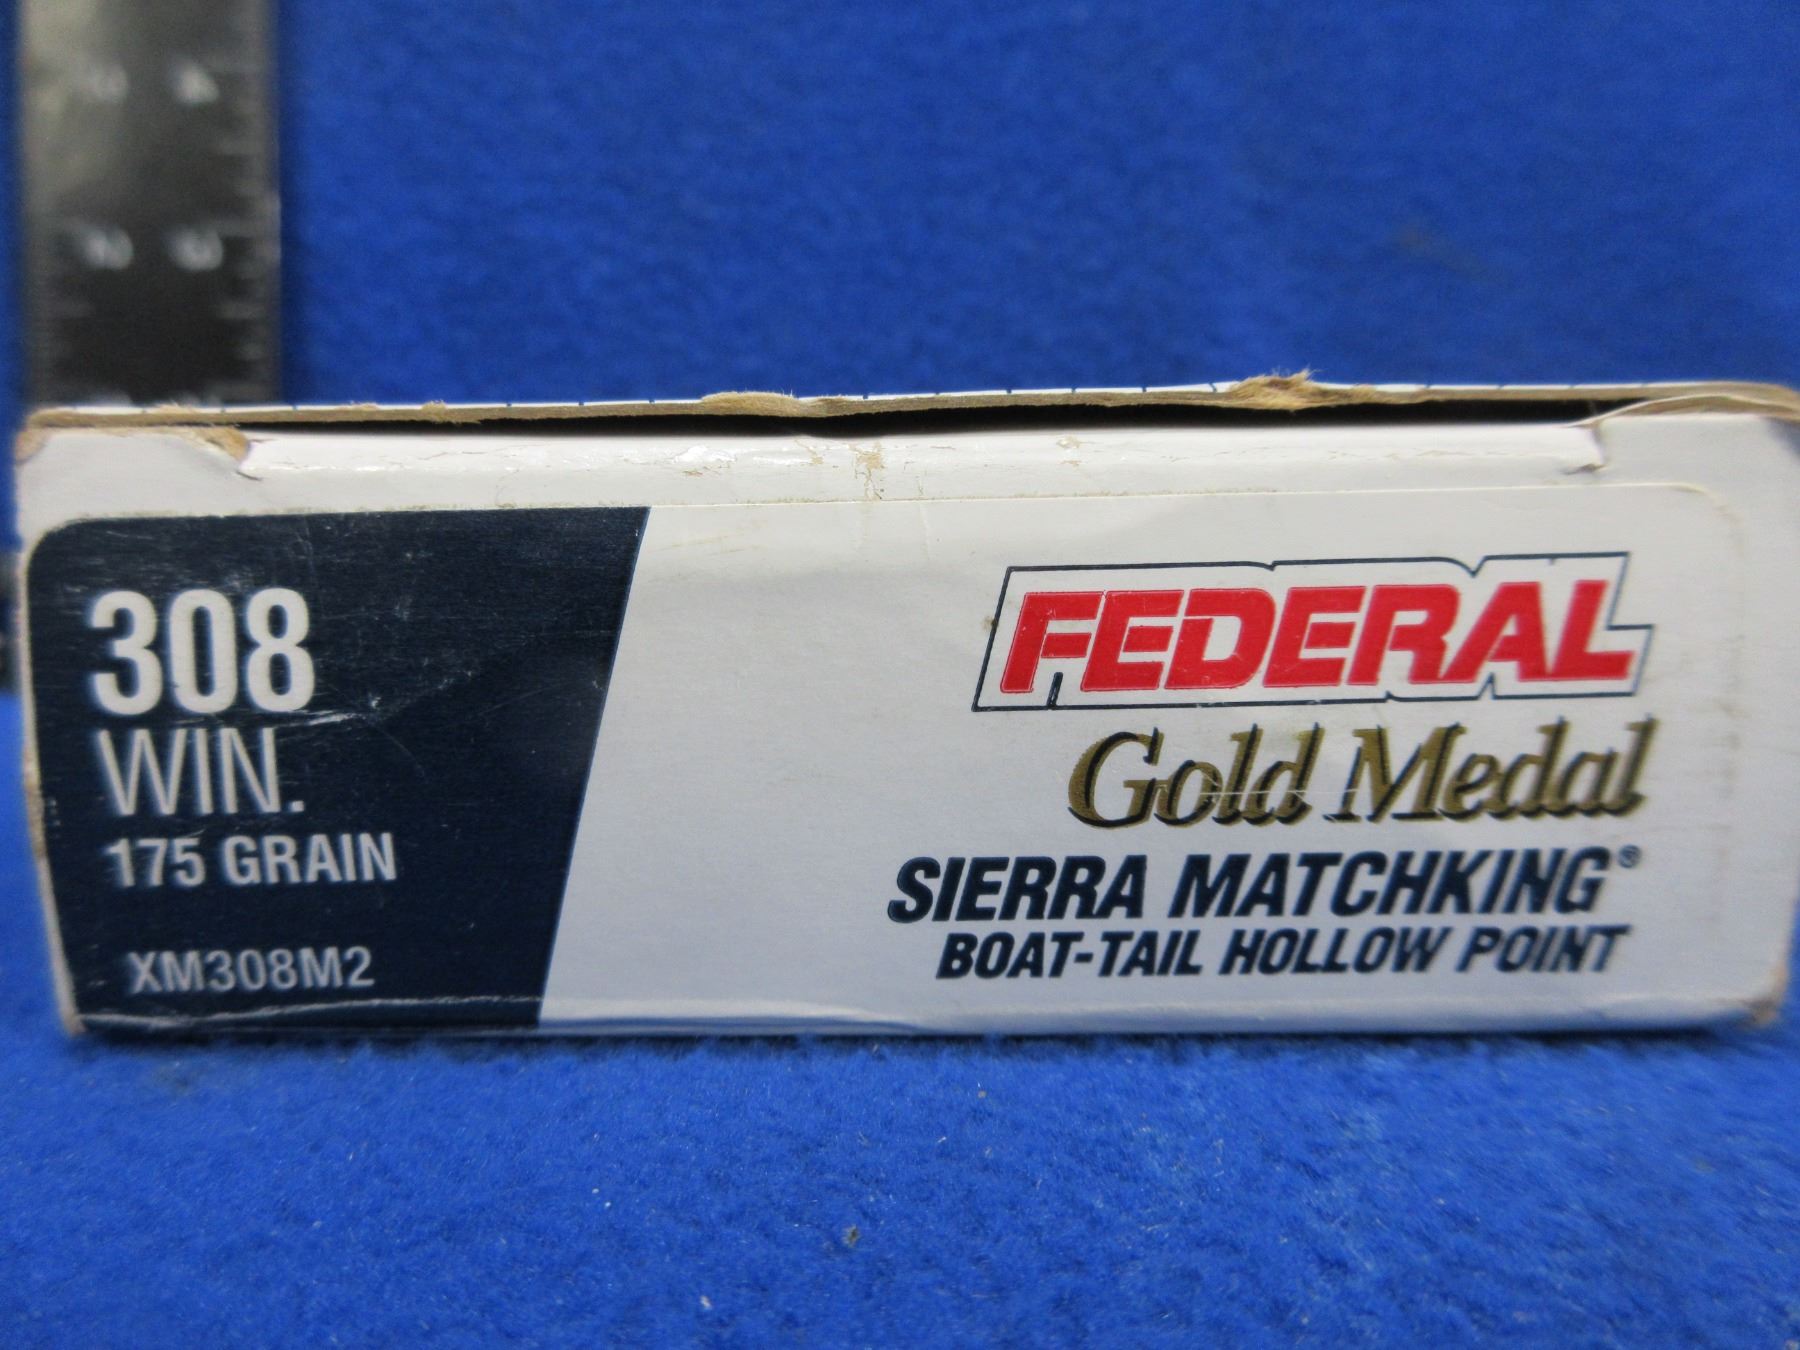 308
WIN.
175 GRAIN
XM308M2
FEDERAL
Gold Medal
SIERRA MATCHKING®
BOAT-TAIL HOLLOW POINT